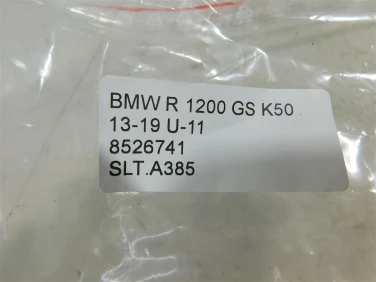 BMW R 1200 GS K50
13-19 U-11
8526741
SLT.A385